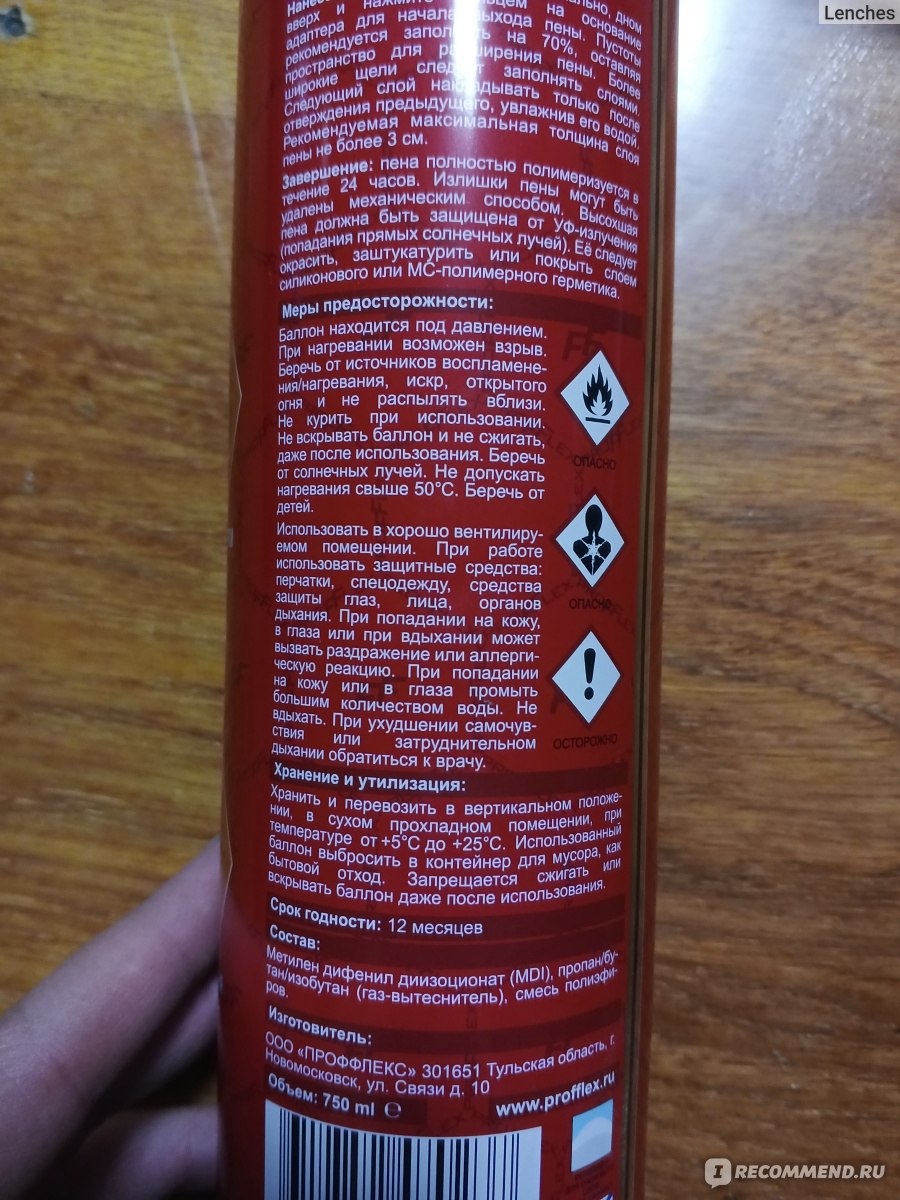 Lenches
вверх и нажмите пальцем на основание
адаптера для начала выхода пены. Пустоты
рекомендуется заполнять на 70%, оставляя
пространство для расширения пены. Более
широкие щели следует заполнять слоями.
Следующий слой накладывать только после
отверждения предыдущего, увлажнив его водой.
Рекомендуемая максимальная толщина слоя
пены не более 3 см.
Завершение: пена полностью полимеризуется в
течение 24 часов. Излишки пены могут быть
удалены механическим способом. Высохшая
пена должна быть защищена от Уф-излучения
(попадания прямых солнечных лучей). Её следует
окрасить, заштукатурить или покрыть слоем
силиконового или МС-полимерного герметика.
Меры предосторожности:
Баллон находится под давлением.
При нагревании возможен взрыв.
Беречь от источников воспламене-
ния/нагревания, искр, открытого
огня и не распылять вблизи.
Не курить при использовании.
Не вскрывать баллон и не сжигать,
даже после использования. Беречь
от солнечных лучей. Не допускать
нагревания свыше 50°C. Беречь от
детей.
ОПАСНО
Использовать в хорошо вентилиру-
емом помещении. При работе
использовать защитные средства:
перчатки, спецодежду, средства
защиты глаз, лица, органов
дыхания. При попадании на кожу,
в глаза или при вдыхании может
вызвать раздражение или аллерги-
ческую реакцию. При попадании
на кожу или в глаза промыть
большим количеством воды. Не
вдыхать. При ухудшении самочув-
ствия или затруднительном
дыхании обратиться к врачу.
ОПАСНО
ОСТОРОЖНО
Хранение и утилизация:
Хранить и перевозить в вертикальном положе-
нии, в сухом прохладном помещении, при
температуре от +5°C до +25°C. Использованный
баллон выбросить в контейнер для мусора, как
бытовой отход. Запрещается сжигать или
вскрывать баллон даже после использования.
Срок годности: 12 месяцев
Состав:
Метилен дифенил диизоционат (MDI), пропан/бу-
тан/изобутан (газ-вытеснитель), смесь полиэфи-
ров.
Изготовитель:
ООО «ПРОФФЛЕКС» 301651 Тульская область, г.
Новомосковск, ул. Связи д. 10
Объем: 750 ml ℮
www.profflex.ru
IRECOMMEND.RU